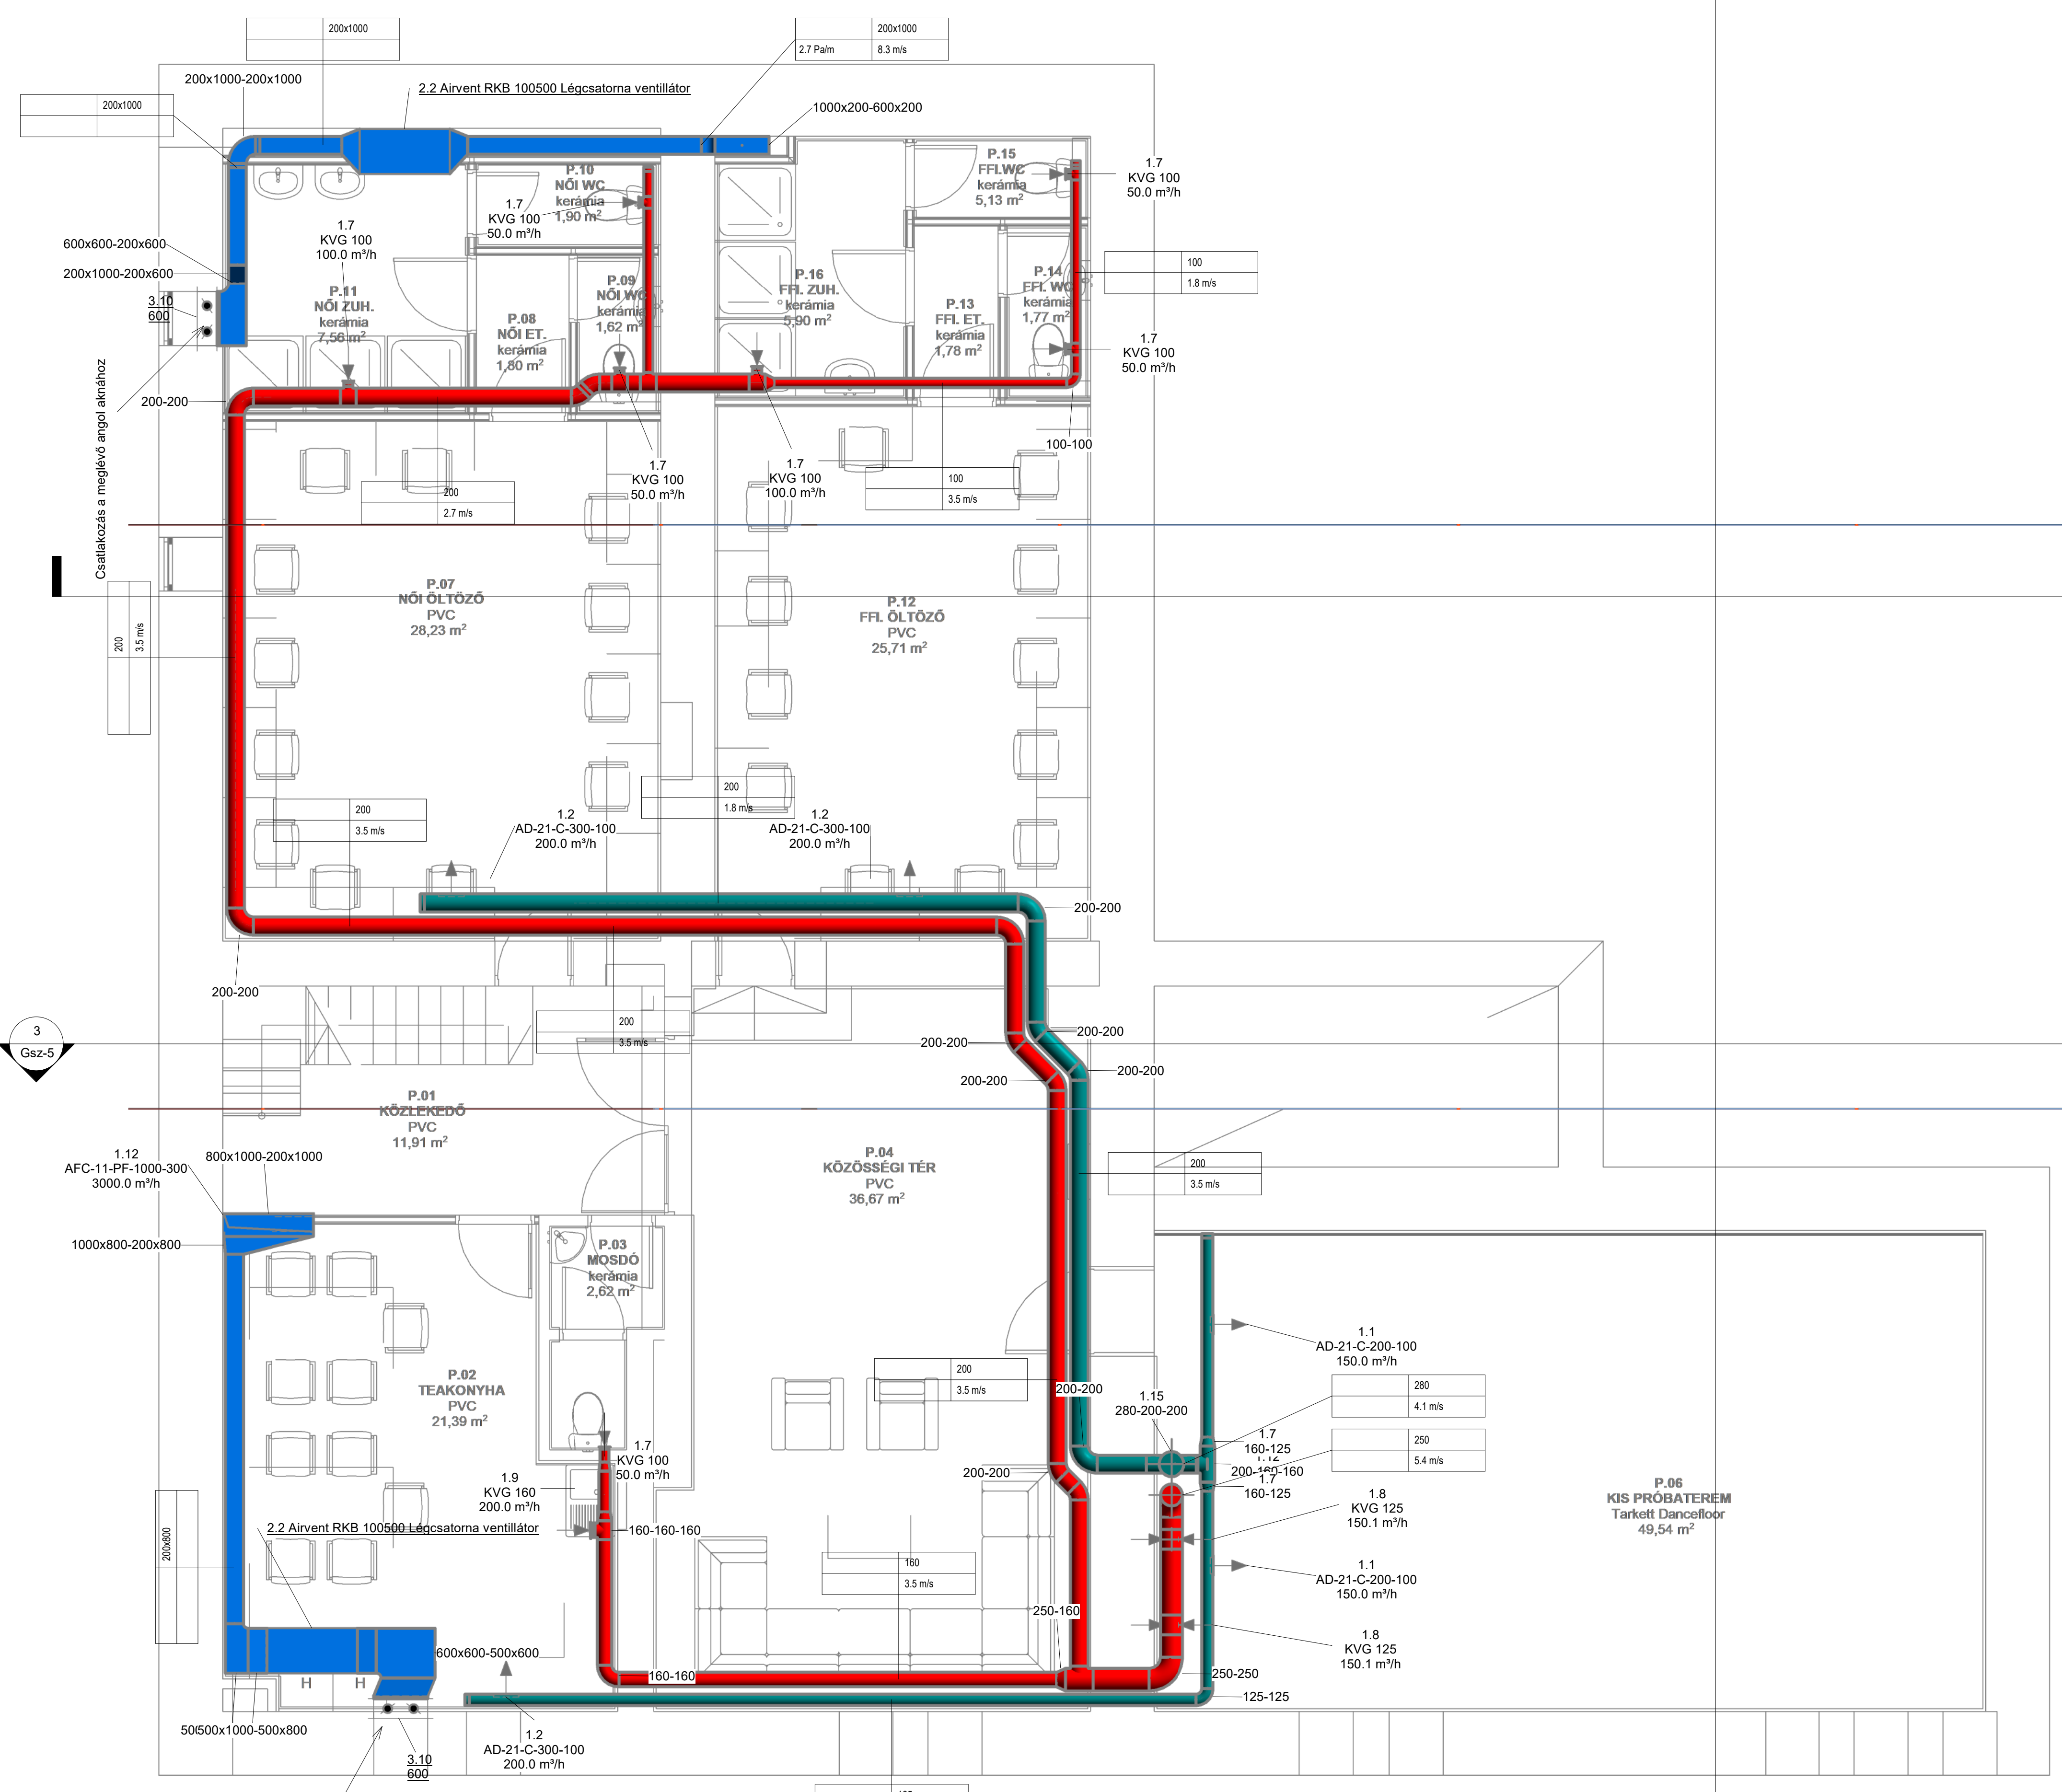 200x1000
200x1000
2.7 Pa/m
8.3 m/s
200x1000-200x1000
2.2 Airvent RKB 100500 Légcsatorna ventillátor
200x1000
1000x200-600x200
P.10
NŐI WC
kerámia
1,90 m²
P.15
FFI.WC
kerámia
5,13 m²
1.7
KVG 100
50.0 m³/h
1.7
KVG 100
50.0 m³/h
1.7
KVG 100
100.0 m³/h
600x600-200x600
200x1000-200x600
3.10
600
P.11
NŐI ZUH.
kerámia
7,56 m²
P.08
NŐI ET.
kerámia
1,80 m²
P.09
NŐI WC
kerámia
1,62 m²
P.16
FFI. ZUH.
kerámia
5,90 m²
P.13
FFI. ET.
kerámia
1,78 m²
P.14
FFI. WC
kerámia
1,77 m²
100
1.8 m/s
1.7
KVG 100
50.0 m³/h
Csatlakozás a meglévő angol aknához
200-200
100-100
1.7
KVG 100
50.0 m³/h
1.7
KVG 100
100.0 m³/h
200
2.7 m/s
100
3.5 m/s
P.07
NŐI ÖLTÖZŐ
PVC
28,23 m²
P.12
FFI. ÖLTÖZŐ
PVC
25,71 m²
200
3.5 m/s
200
1.8 m/s
200
3.5 m/s
1.2
AD-21-C-300-100
200.0 m³/h
1.2
AD-21-C-300-100
200.0 m³/h
200-200
200-200
200
3.5 m/s
3
Gsz-5
200-200
200-200
200-200
200-200
P.01
KÖZLEKEDŐ
PVC
11,91 m²
P.04
KÖZÖSSÉGI TÉR
PVC
36,67 m²
1.12
AFC-11-PF-1000-300
3000.0 m³/h
800x1000-200x1000
1000x800-200x800
200
3.5 m/s
P.03
MOSDÓ
kerámia
2,62 m²
P.02
TEAKONYHA
PVC
21,39 m²
1.1
AD-21-C-200-100
150.0 m³/h
200
3.5 m/s
200-200
1.15
280-200-200
280
4.1 m/s
250
5.4 m/s
1.7
160-125
1.12
200-160-160
1.7
160-125
1.7
KVG 100
50.0 m³/h
1.9
KVG 160
200.0 m³/h
200-200
P.06
KIS PRÓBATEREM
Tarkett Dancefloor
49,54 m²
1.8
KVG 125
150.1 m³/h
2.2 Airvent RKB 100500 Légcsatorna ventillátor
160-160-160
200x800
160
3.5 m/s
1.1
AD-21-C-200-100
150.0 m³/h
250-160
1.8
KVG 125
150.1 m³/h
600x600-500x600
160-160
250-250
H
H
125-125
500x1000-500x800
1.2
AD-21-C-300-100
200.0 m³/h
3.10
600